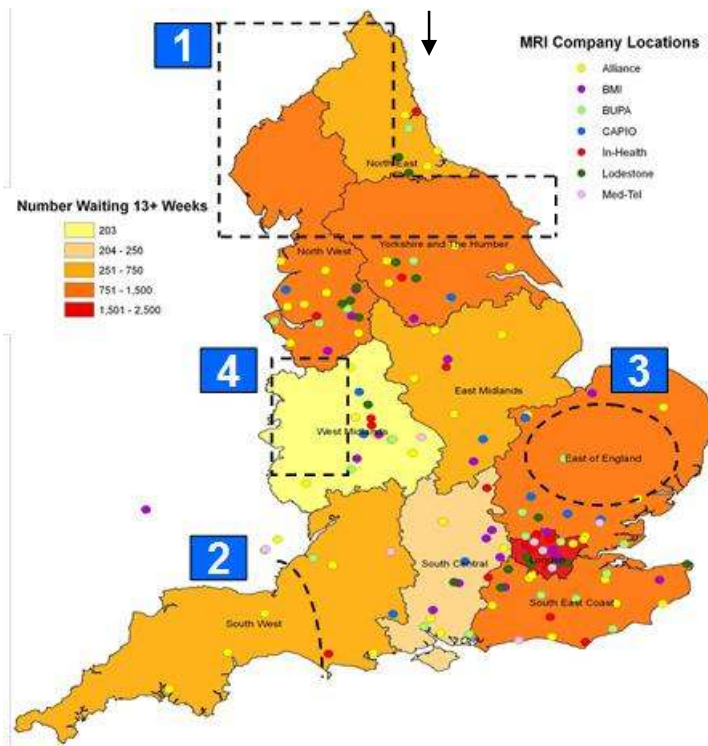 1
MRI Company Locations
Alliance
BMI
BUPA
CAPIO
In-Health
Lodestone
Med-Tel
North East
Number Waiting 13+ Weeks
203
204 - 250
251 - 750
751 - 1,500
1,501 - 2,500
North West
Yorkshire and The Humber
4
3
East Midlands
West Midlands
East of England
2
South Central
London
South East Coast
South West